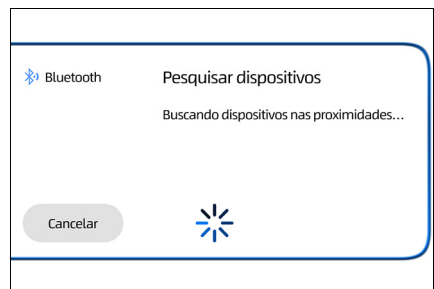 Bluetooth
Pesquisar dispositivos
Buscando dispositivos nas proximidades...
Cancelar